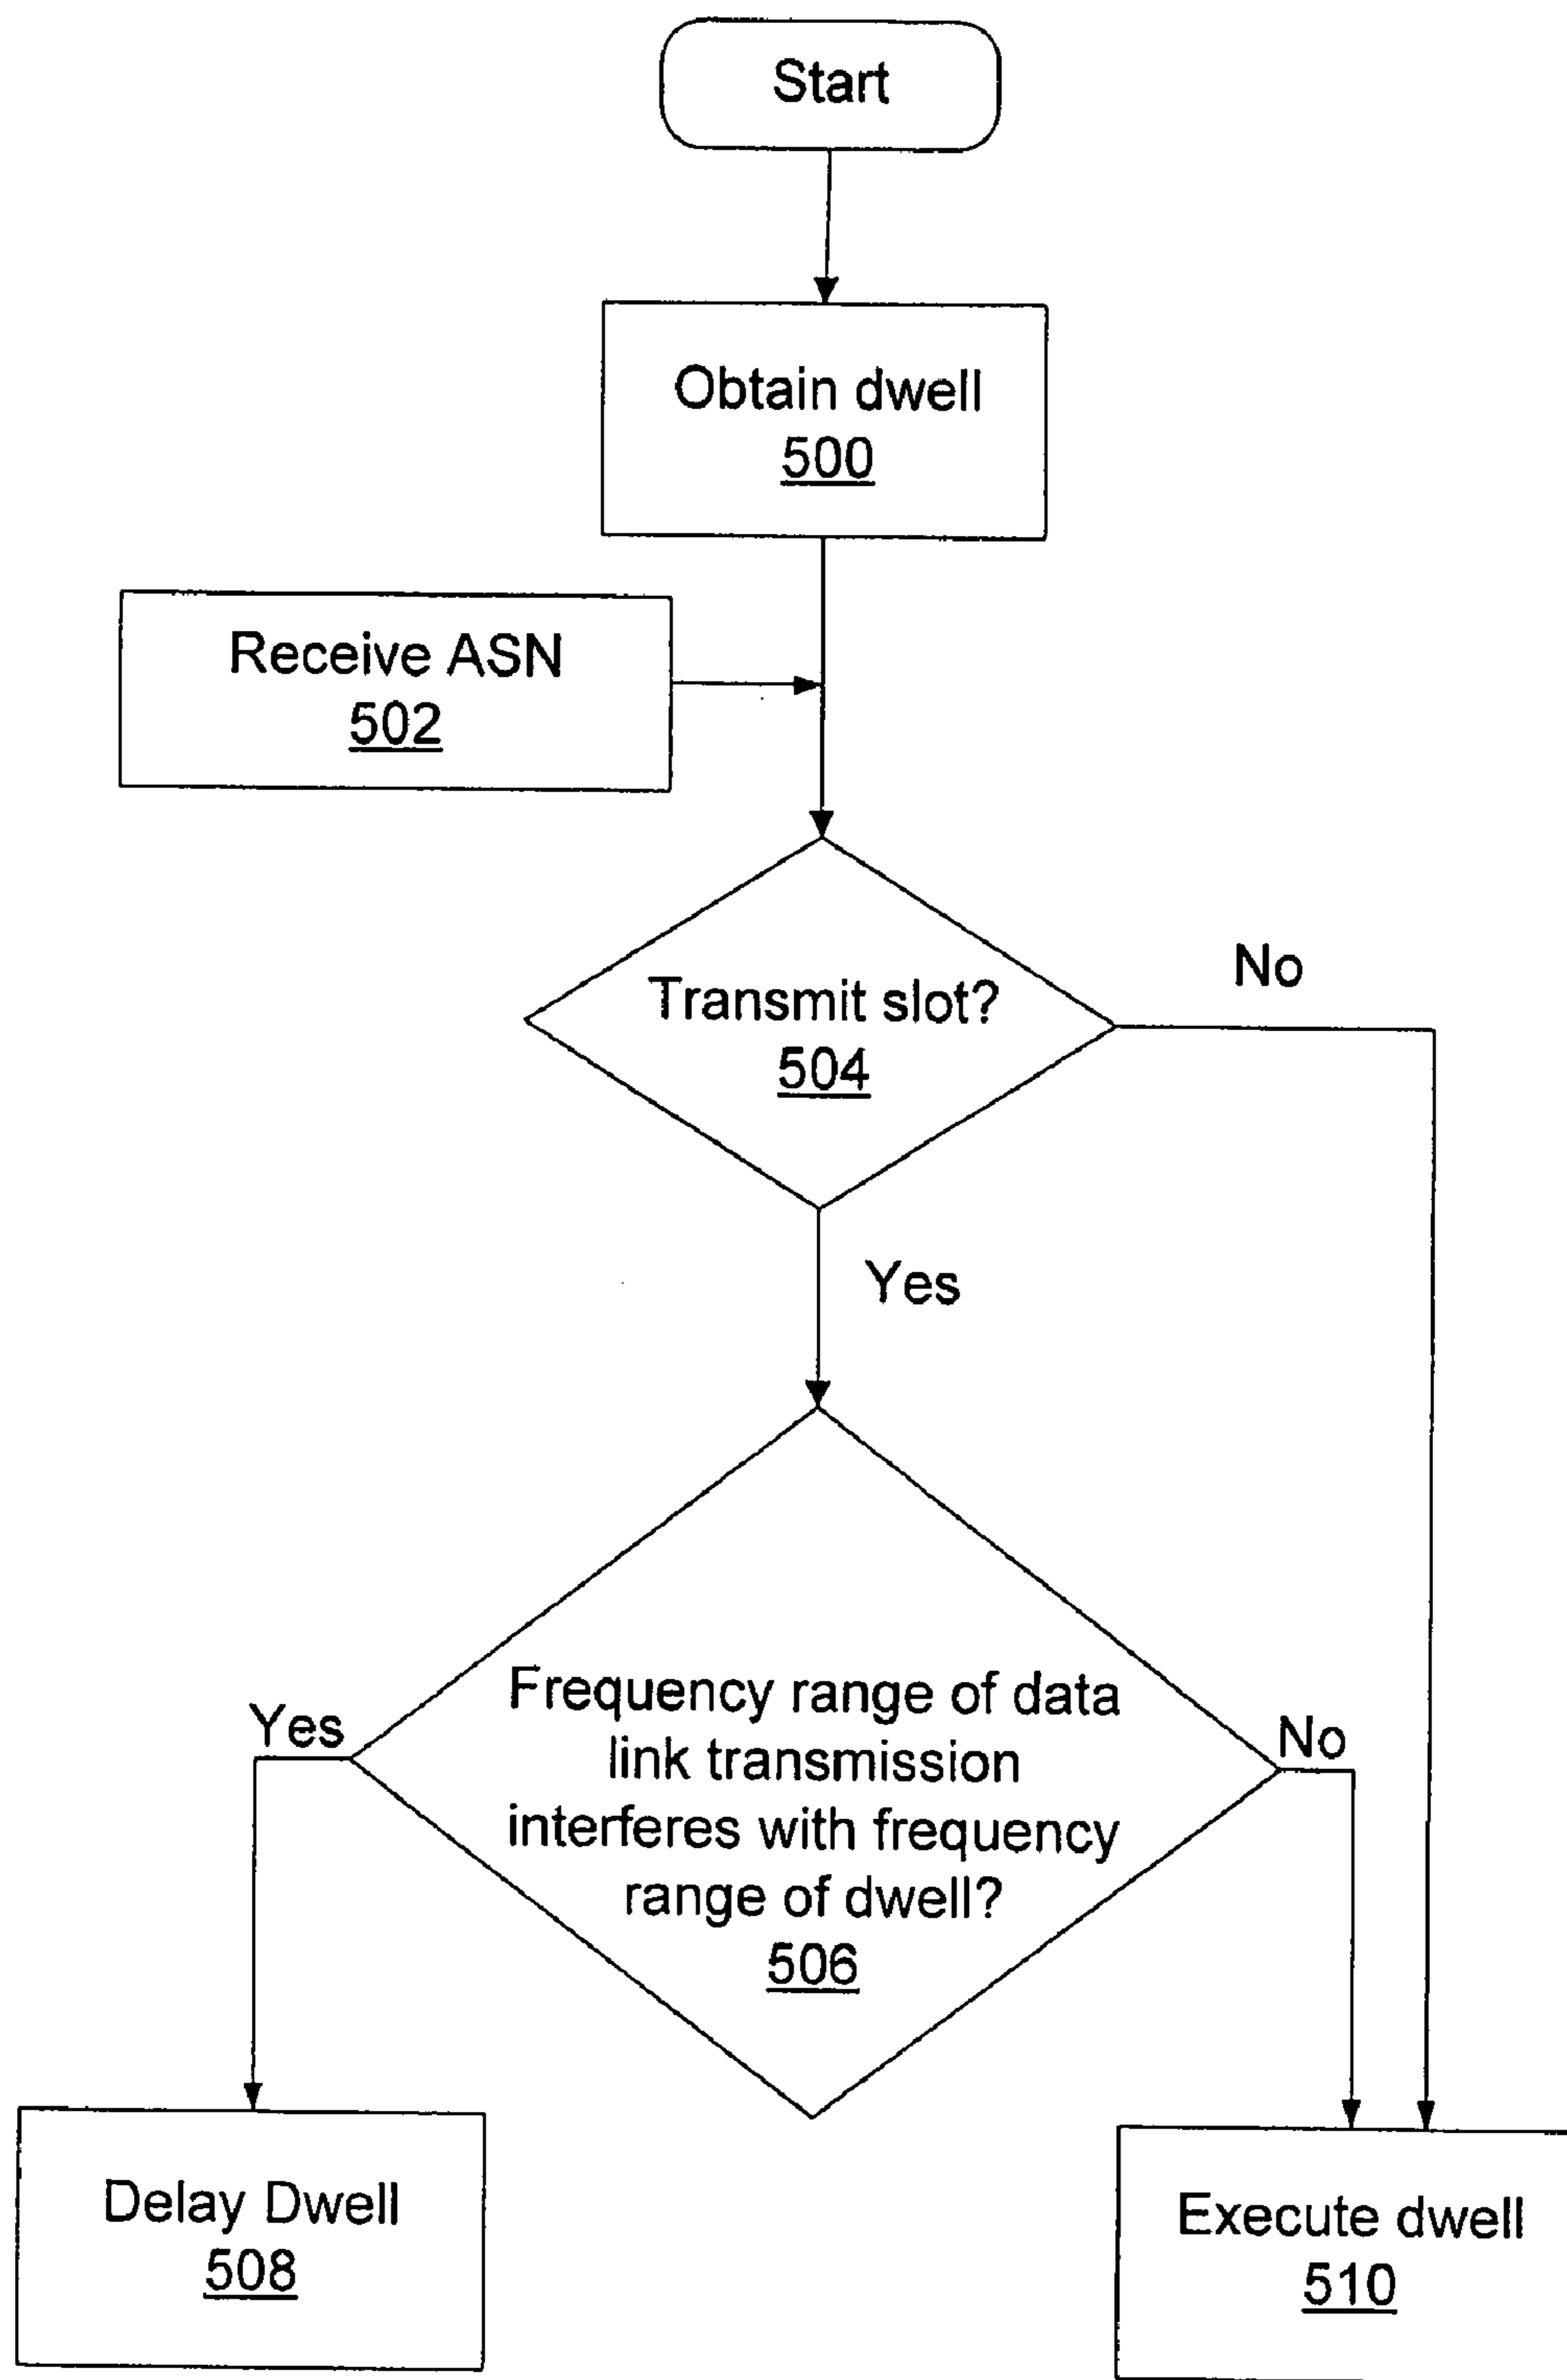 Start
Obtain dwell
500
Receive ASN
502
Transmit slot?
504
No
Yes
Frequency range of data
link transmission
interferes with frequency
range of dwell?
506
Yes
No
Delay Dwell
508
Execute dwell
510